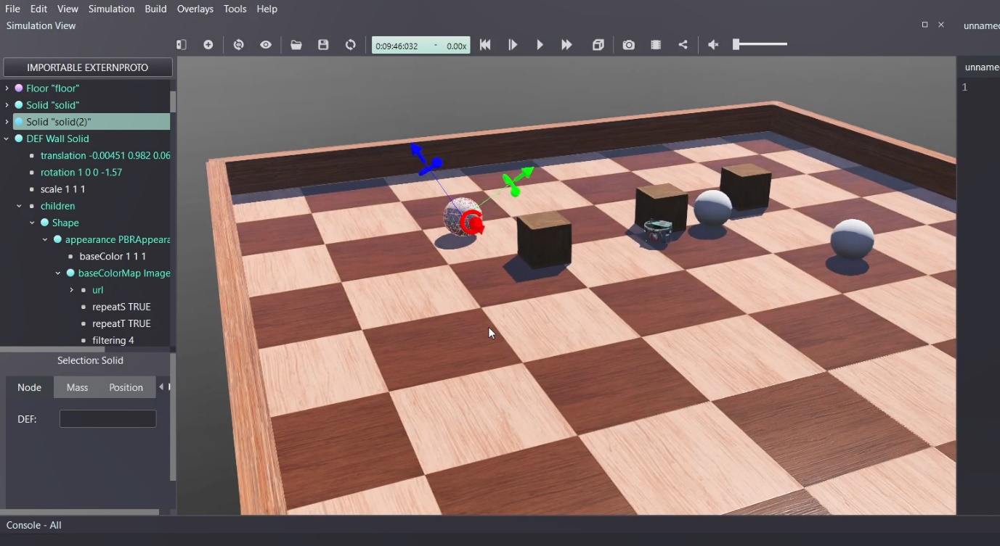 File Edit View Simulation Build Overlays Tools Help
Simulation View
unnamed
0:09:46:032 - 0.00x
IMPORTABLE EXTERNPROTO
unname
Floor "floor"
1
Solid "solid"
Solid "solid(2)"
DEF Wall Solid
translation -0.00451 0.982 0.06
rotation 1 0 0 -1.57
scale 1 1 1
children
Shape
appearance PBRAppeara
baseColor 1 1 1
baseColorMap Image
url
repeatS TRUE
repeatT TRUE
filtering 4
Selection: Solid
Node Mass Position
DEF:
Console - All